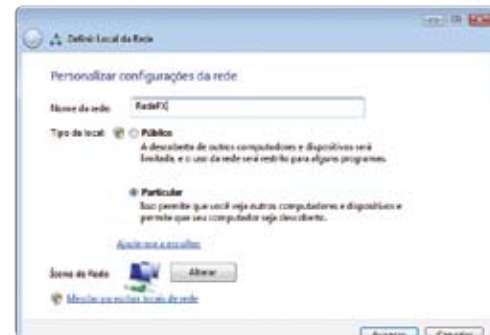 Definir Local da Rede
Personalizar configurações da rede
Nome da rede: RedeFX
Tipo de local: Público
A descoberta de outros computadores e dispositivos será
limitada, e o uso da rede será restrito para alguns programas.
Particular
Isso permite que você veja outros computadores e dispositivos e
permite que seu computador seja descoberto.
Ajude-me a escolher
Ícone da Rede Alterar
Mesclar ou excluir locais de rede
Avançar Cancelar